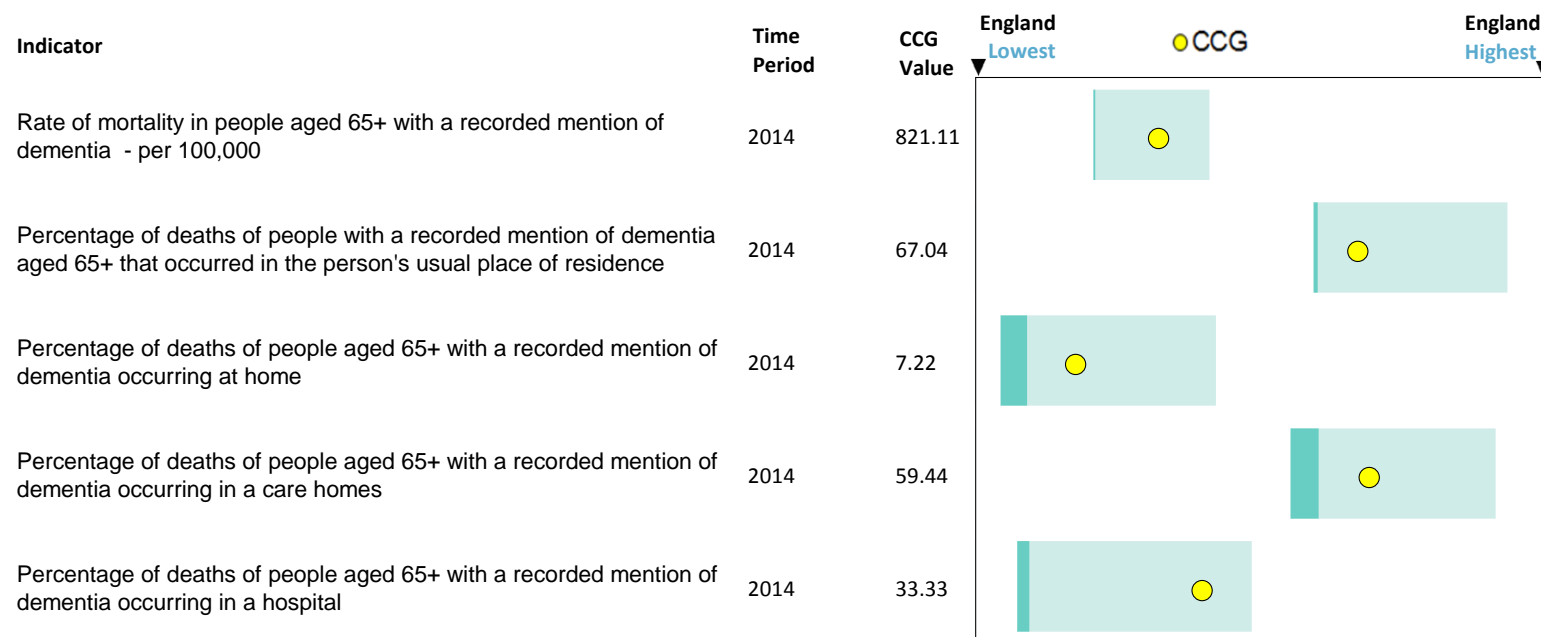 Indicator
Time Period
CCG Value
England Lowest
CCG
England Highest
Rate of mortality in people aged 65+ with a recorded mention of
dementia - per 100,000
2014
821.11
Percentage of deaths of people with a recorded mention of dementia
aged 65+ that occurred in the person's usual place of residence
2014
67.04
Percentage of deaths of people aged 65+ with a recorded mention of
dementia occurring at home
2014
7.22
Percentage of deaths of people aged 65+ with a recorded mention of
dementia occurring in a care homes
2014
59.44
Percentage of deaths of people aged 65+ with a recorded mention of
dementia occurring in a hospital
2014
33.33